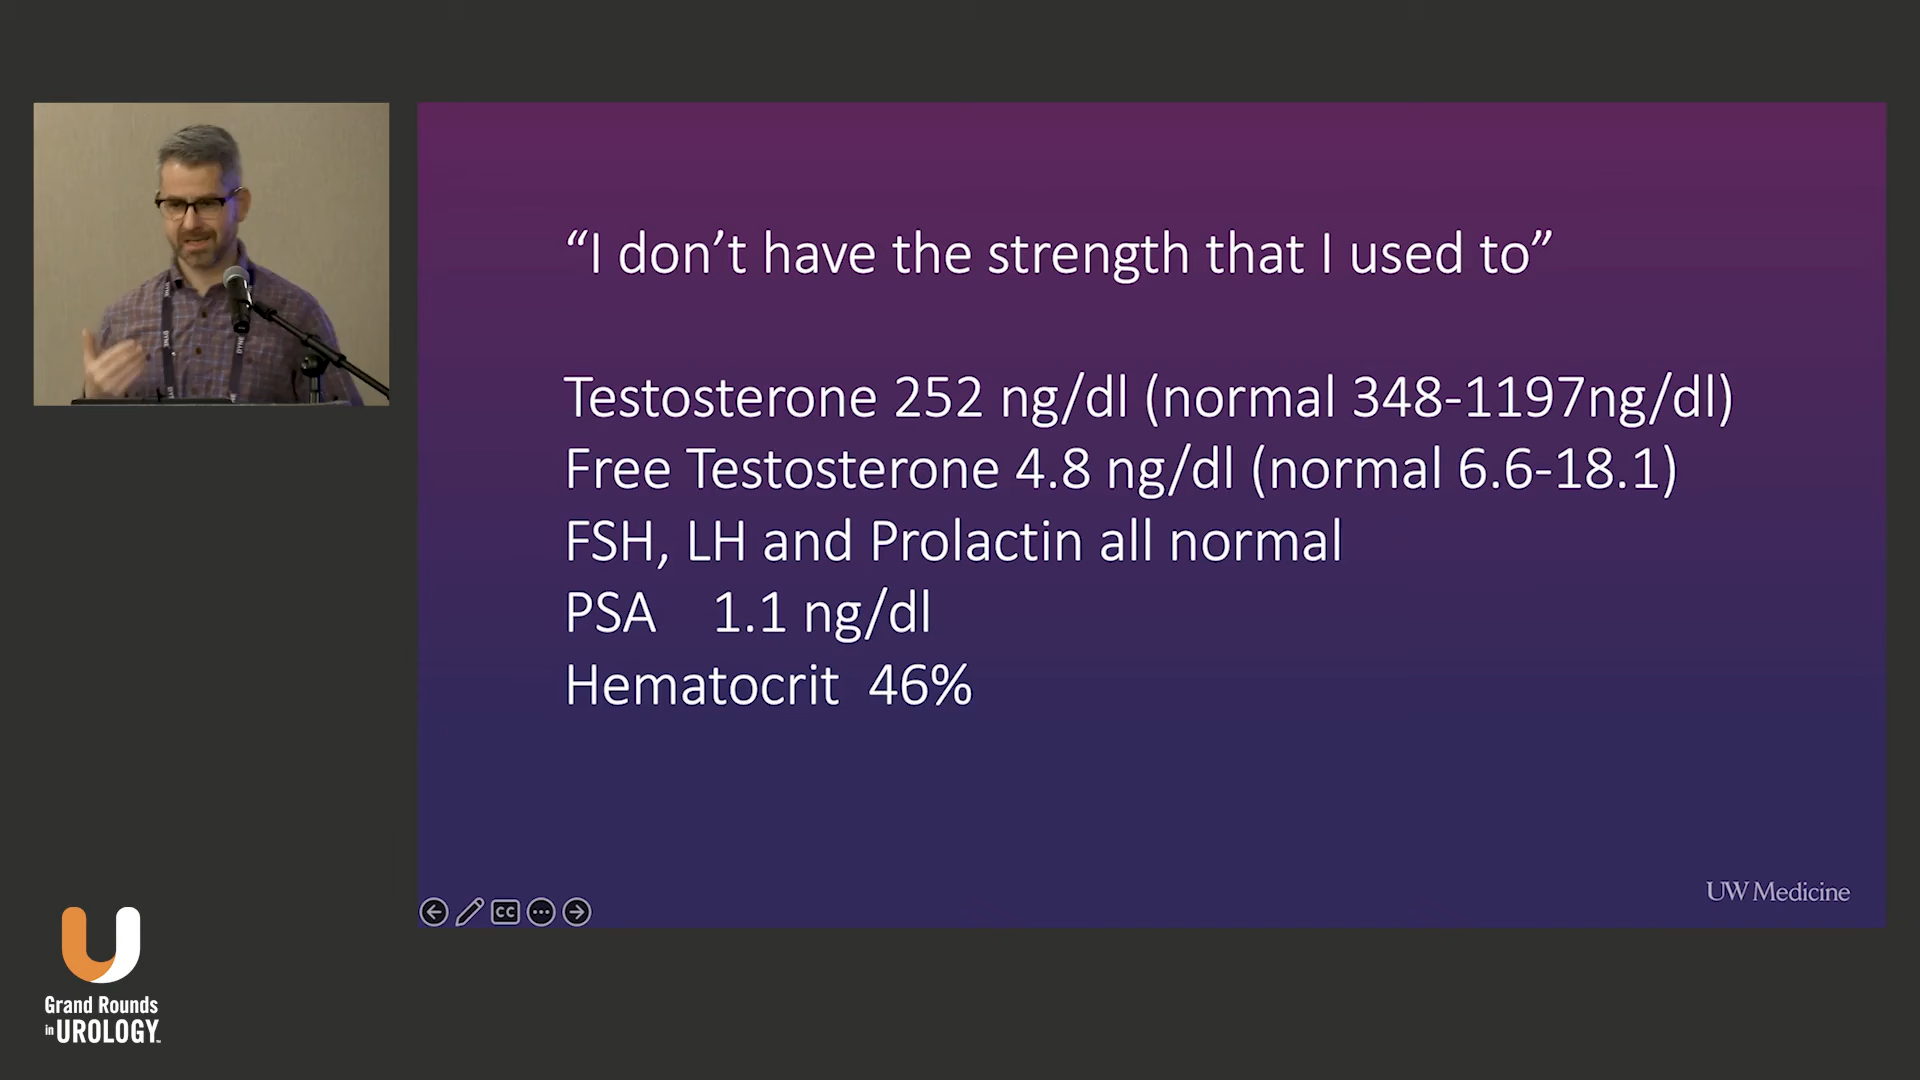 “I don’t have the strength that I used to”
Testosterone 252 ng/dl (normal 348-1197ng/dl)
Free Testosterone 4.8 ng/dl (normal 6.6-18.1)
FSH, LH and Prolactin all normal
PSA 1.1 ng/dl
Hematocrit 46%
UW Medicine
CC
Grand Rounds
in UROLOGY™